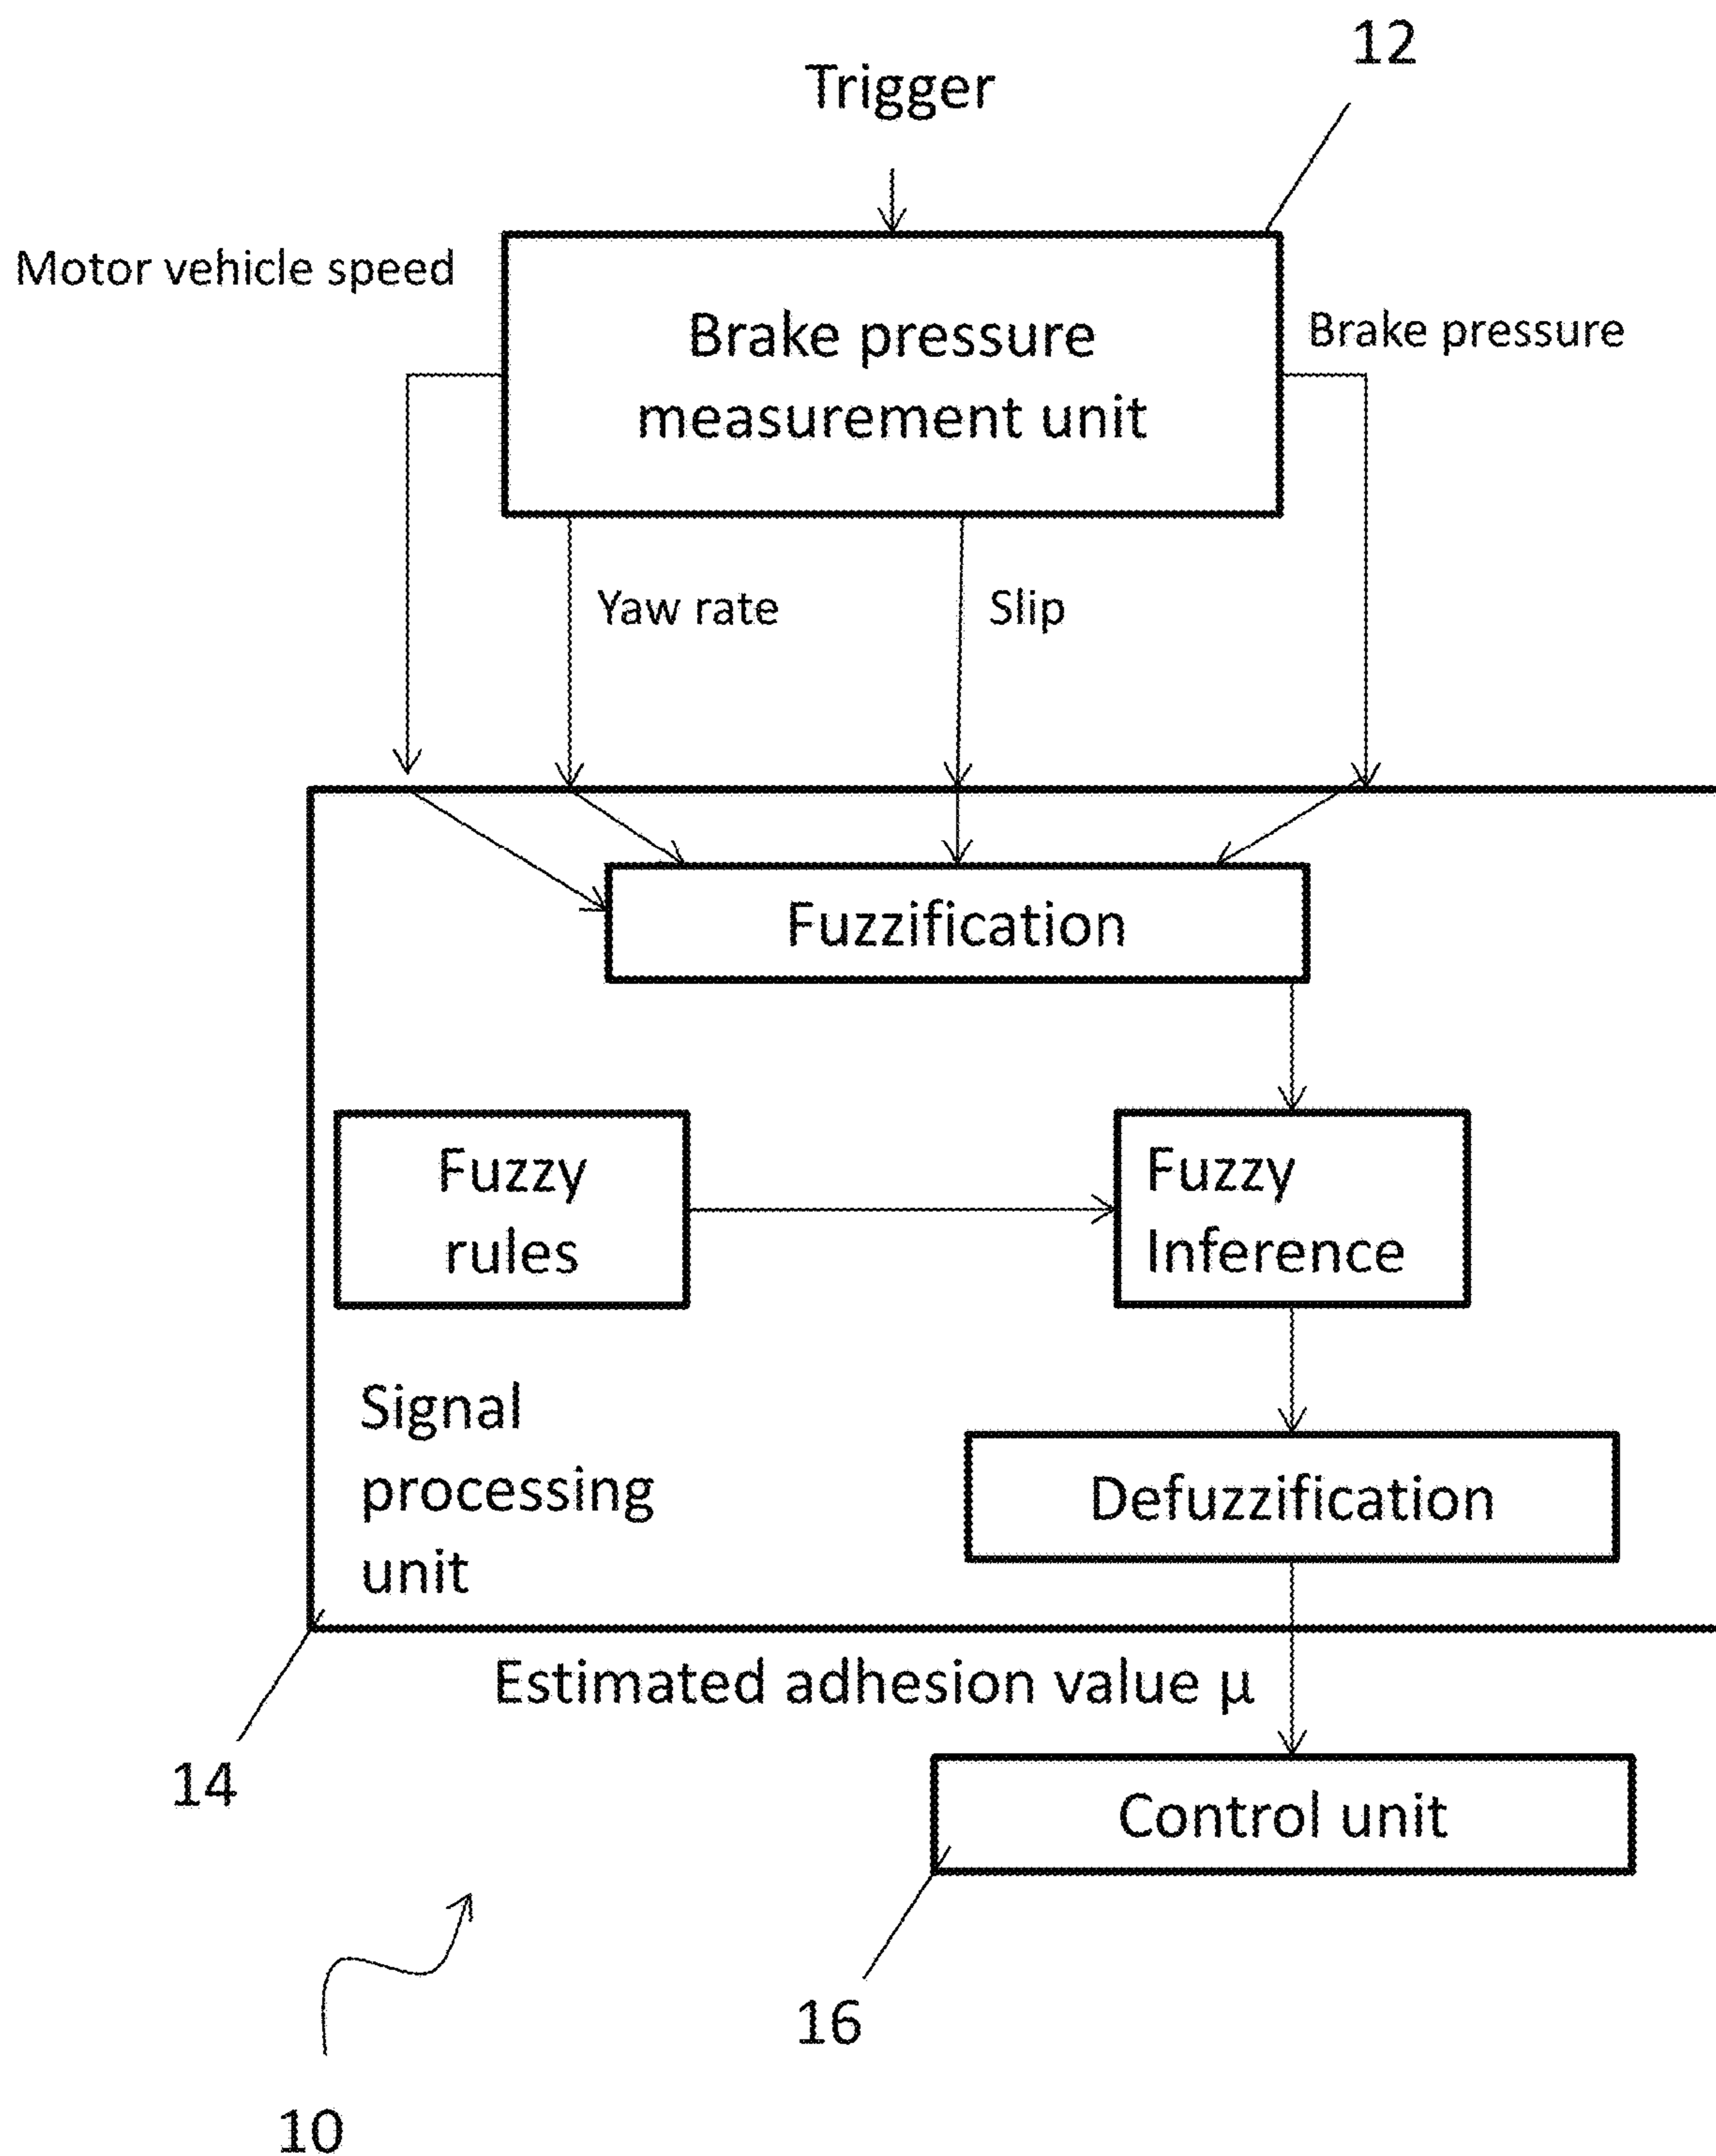 12
Trigger
Motor vehicle speed
Brake pressure
measurement unit
Brake pressure
Yaw rate
Slip
Fuzzification
Fuzzy
rules
Fuzzy
Inference
Signal
processing
unit
Defuzzification
Estimated adhesion value μ
14
Control unit
16
10